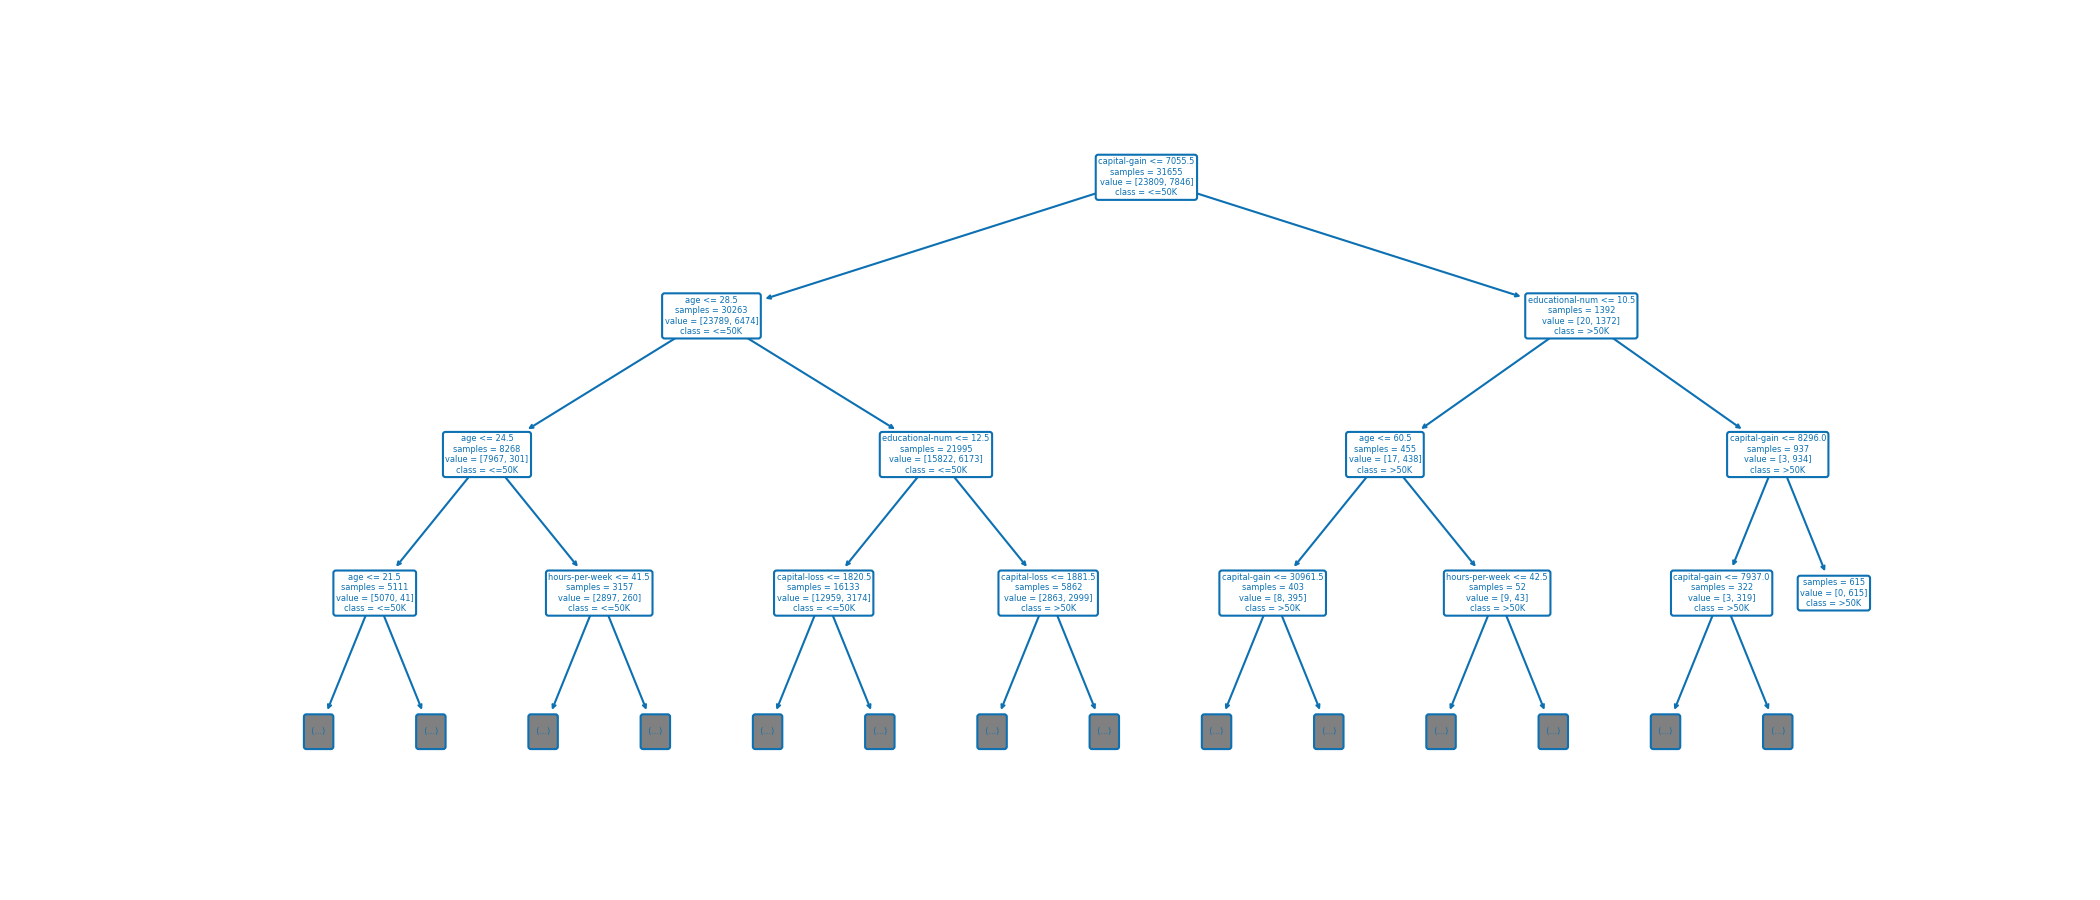 capital-gain <= 7055.5
samples = 31655
value = [23809, 7846]
class = <=50K
age <= 28.5
samples = 30263
value = [23789, 6474]
class = <=50K
educational-num <= 10.5
samples = 1392
value = [20, 1372]
class = >50K
age <= 24.5
samples = 8268
value = [7967, 301]
class = <=50K
educational-num <= 12.5
samples = 21995
value = [15822, 6173]
class = <=50K
age <= 60.5
samples = 455
value = [17, 438]
class = >50K
capital-gain <= 8296.0
samples = 937
value = [3, 934]
class = >50K
age <= 21.5
samples = 5111
value = [5070, 41]
class = <=50K
hours-per-week <= 41.5
samples = 3157
value = [2897, 260]
class = <=50K
capital-loss <= 1820.5
samples = 16133
value = [12959, 3174]
class = <=50K
capital-loss <= 1881.5
samples = 5862
value = [2863, 2999]
class = >50K
capital-gain <= 30961.5
samples = 403
value = [8, 395]
class = >50K
hours-per-week <= 42.5
samples = 52
value = [9, 43]
class = >50K
capital-gain <= 7937.0
samples = 322
value = [3, 319]
class = >50K
samples = 615
value = [0, 615]
class = >50K
(...)
(...)
(...)
(...)
(...)
(...)
(...)
(...)
(...)
(...)
(...)
(...)
(...)
(...)